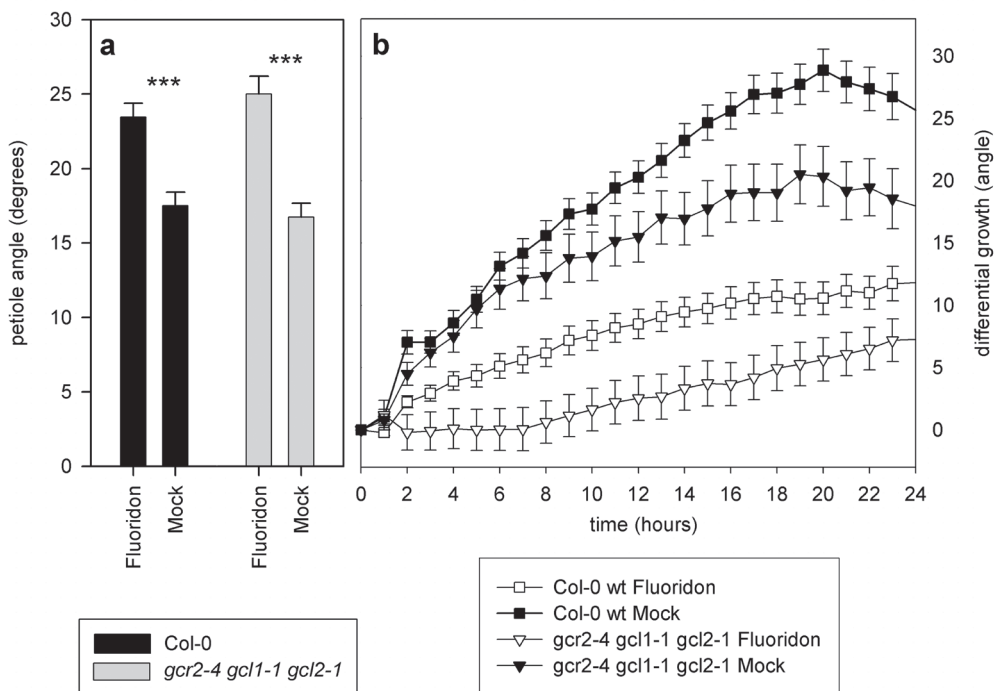 a
b
petiole angle (degrees)
30
25
20
15
10
5
0
***
***
Fluoridon
Mock
Fluoridon
Mock
Col-0
gcr2-4 gcl1-1 gcl2-1
differential growth (angle)
30
25
20
15
10
5
0
0 2 4 6 8 10 12 14 16 18 20 22 24
time (hours)
Col-0 wt Fluoridon
Col-0 wt Mock
gcr2-4 gcl1-1 gcl2-1 Fluoridon
gcr2-4 gcl1-1 gcl2-1 Mock